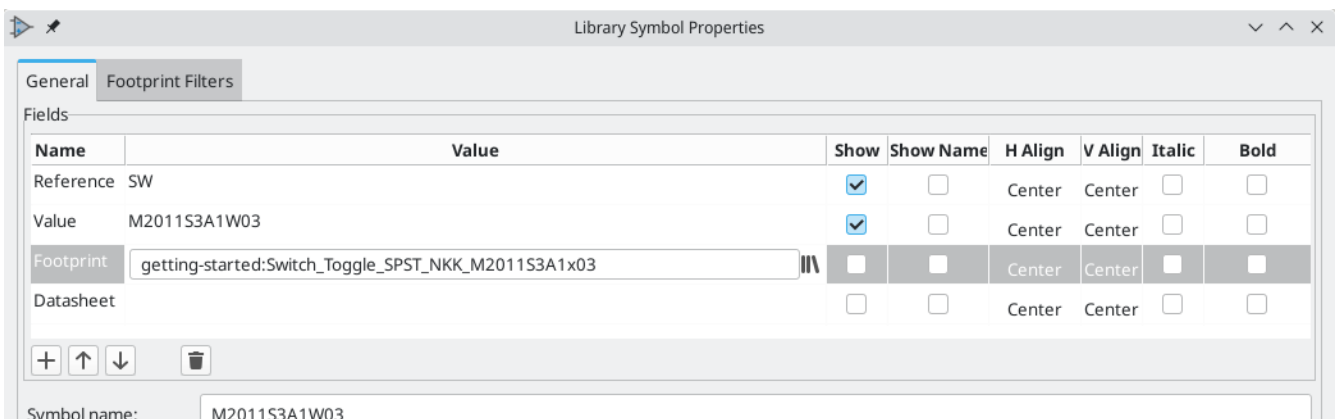 Library Symbol Properties
General Footprint Filters
Fields
Name Value Show Show Name H Align V Align Italic Bold
Reference SW Center Center
Value M2011S3A1W03 Center Center
Footprint getting-started:Switch_Toggle_SPST_NKK_M2011S3A1x03 Center Center
Datasheet Center Center
Symbol name: M2011S3A1W03